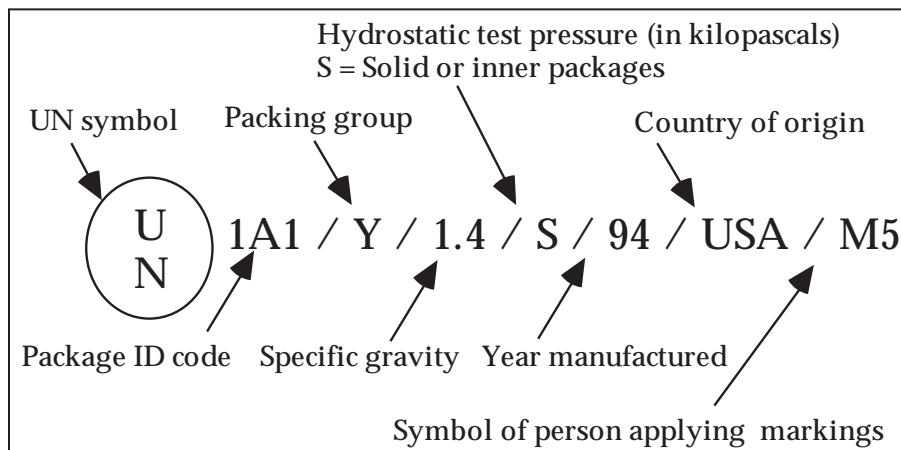 Hydrostatic test pressure (in kilopascals)
S = Solid or inner packages
UN symbol
Packing group
Country of origin
U
N
1A1 / Y / 1.4 / S / 94 / USA / M5
Package ID code
Specific gravity
Year manufactured
Symbol of person applying markings